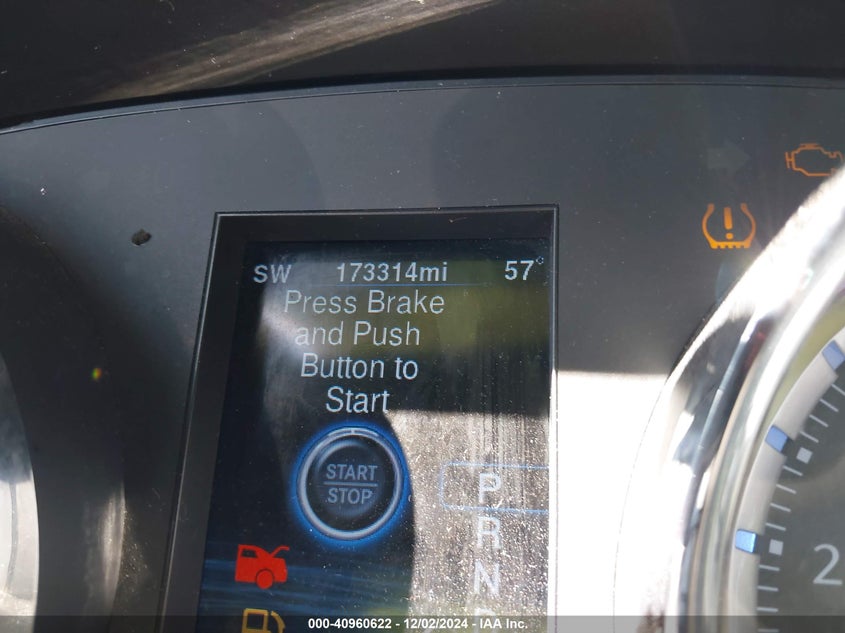 SW 173314mi 57°
Press Brake
and Push
Button to
Start
START
STOP
P
R
N
2
000-40960622 - 12/02/2024 - IAA Inc.